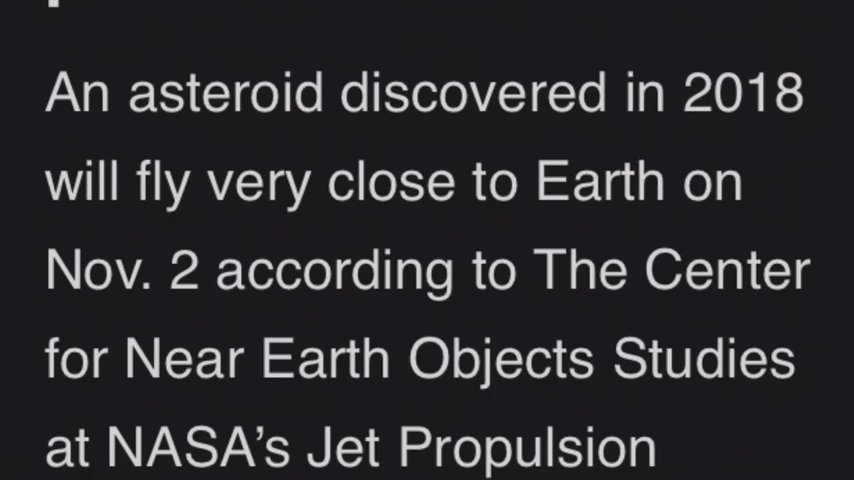 An asteroid discovered in 2018
will fly very close to Earth on
Nov. 2 according to The Center
for Near Earth Objects Studies
at NASA’s Jet Propulsion